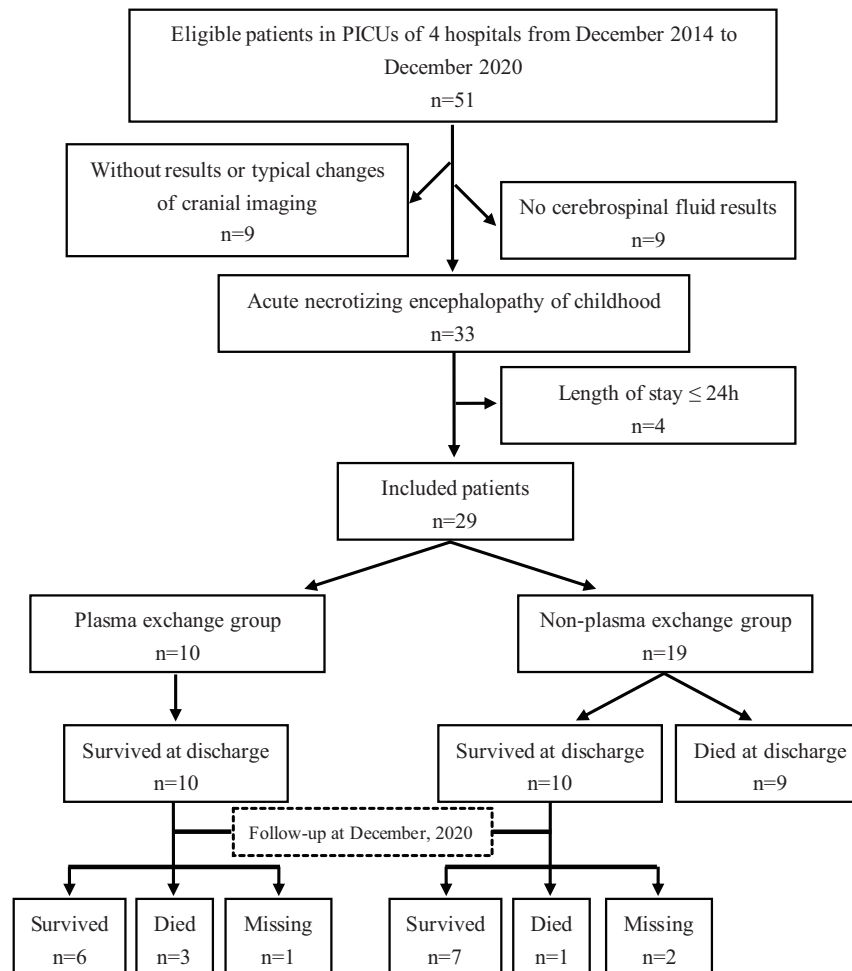 Eligible patients in PICUs of 4 hospitals from December 2014 to
December 2020
n=51
Without results or typical changes
of cranial imaging
n=9
No cerebrospinal fluid results
n=9
Acute necrotizing encephalopathy of childhood
n=33
Length of stay ≤ 24h
n=4
Included patients
n=29
Plasma exchange group
n=10
Non-plasma exchange group
n=19
Survived at discharge
n=10
Survived at discharge
n=10
Died at discharge
n=9
Follow-up at December, 2020
Survived
n=6
Died
n=3
Missing
n=1
Survived
n=7
Died
n=1
Missing
n=2